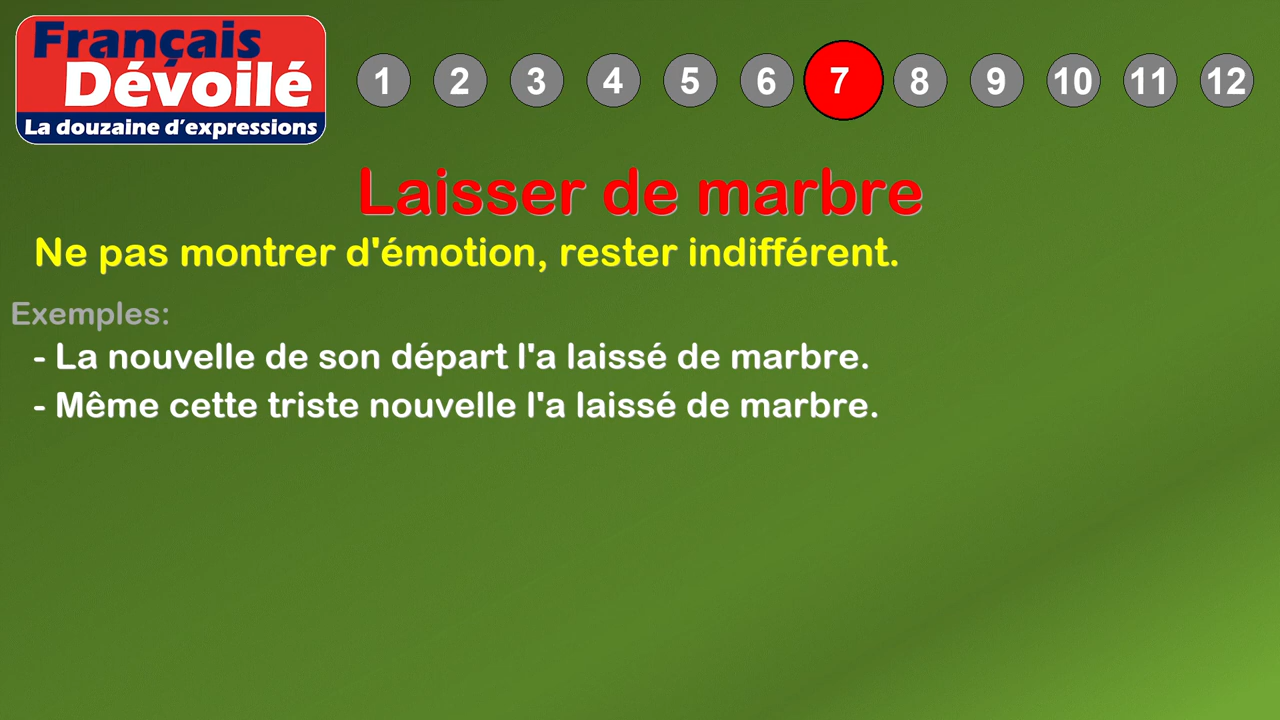 Français
Dévoilé
La douzaine d'expressions
1 2 3 4 5 6 7 8 9 10 11 12
Laisser de marbre
Ne pas montrer d'émotion, rester indifférent.
Exemples:
- La nouvelle de son départ l'a laissé de marbre.
- Même cette triste nouvelle l'a laissé de marbre.